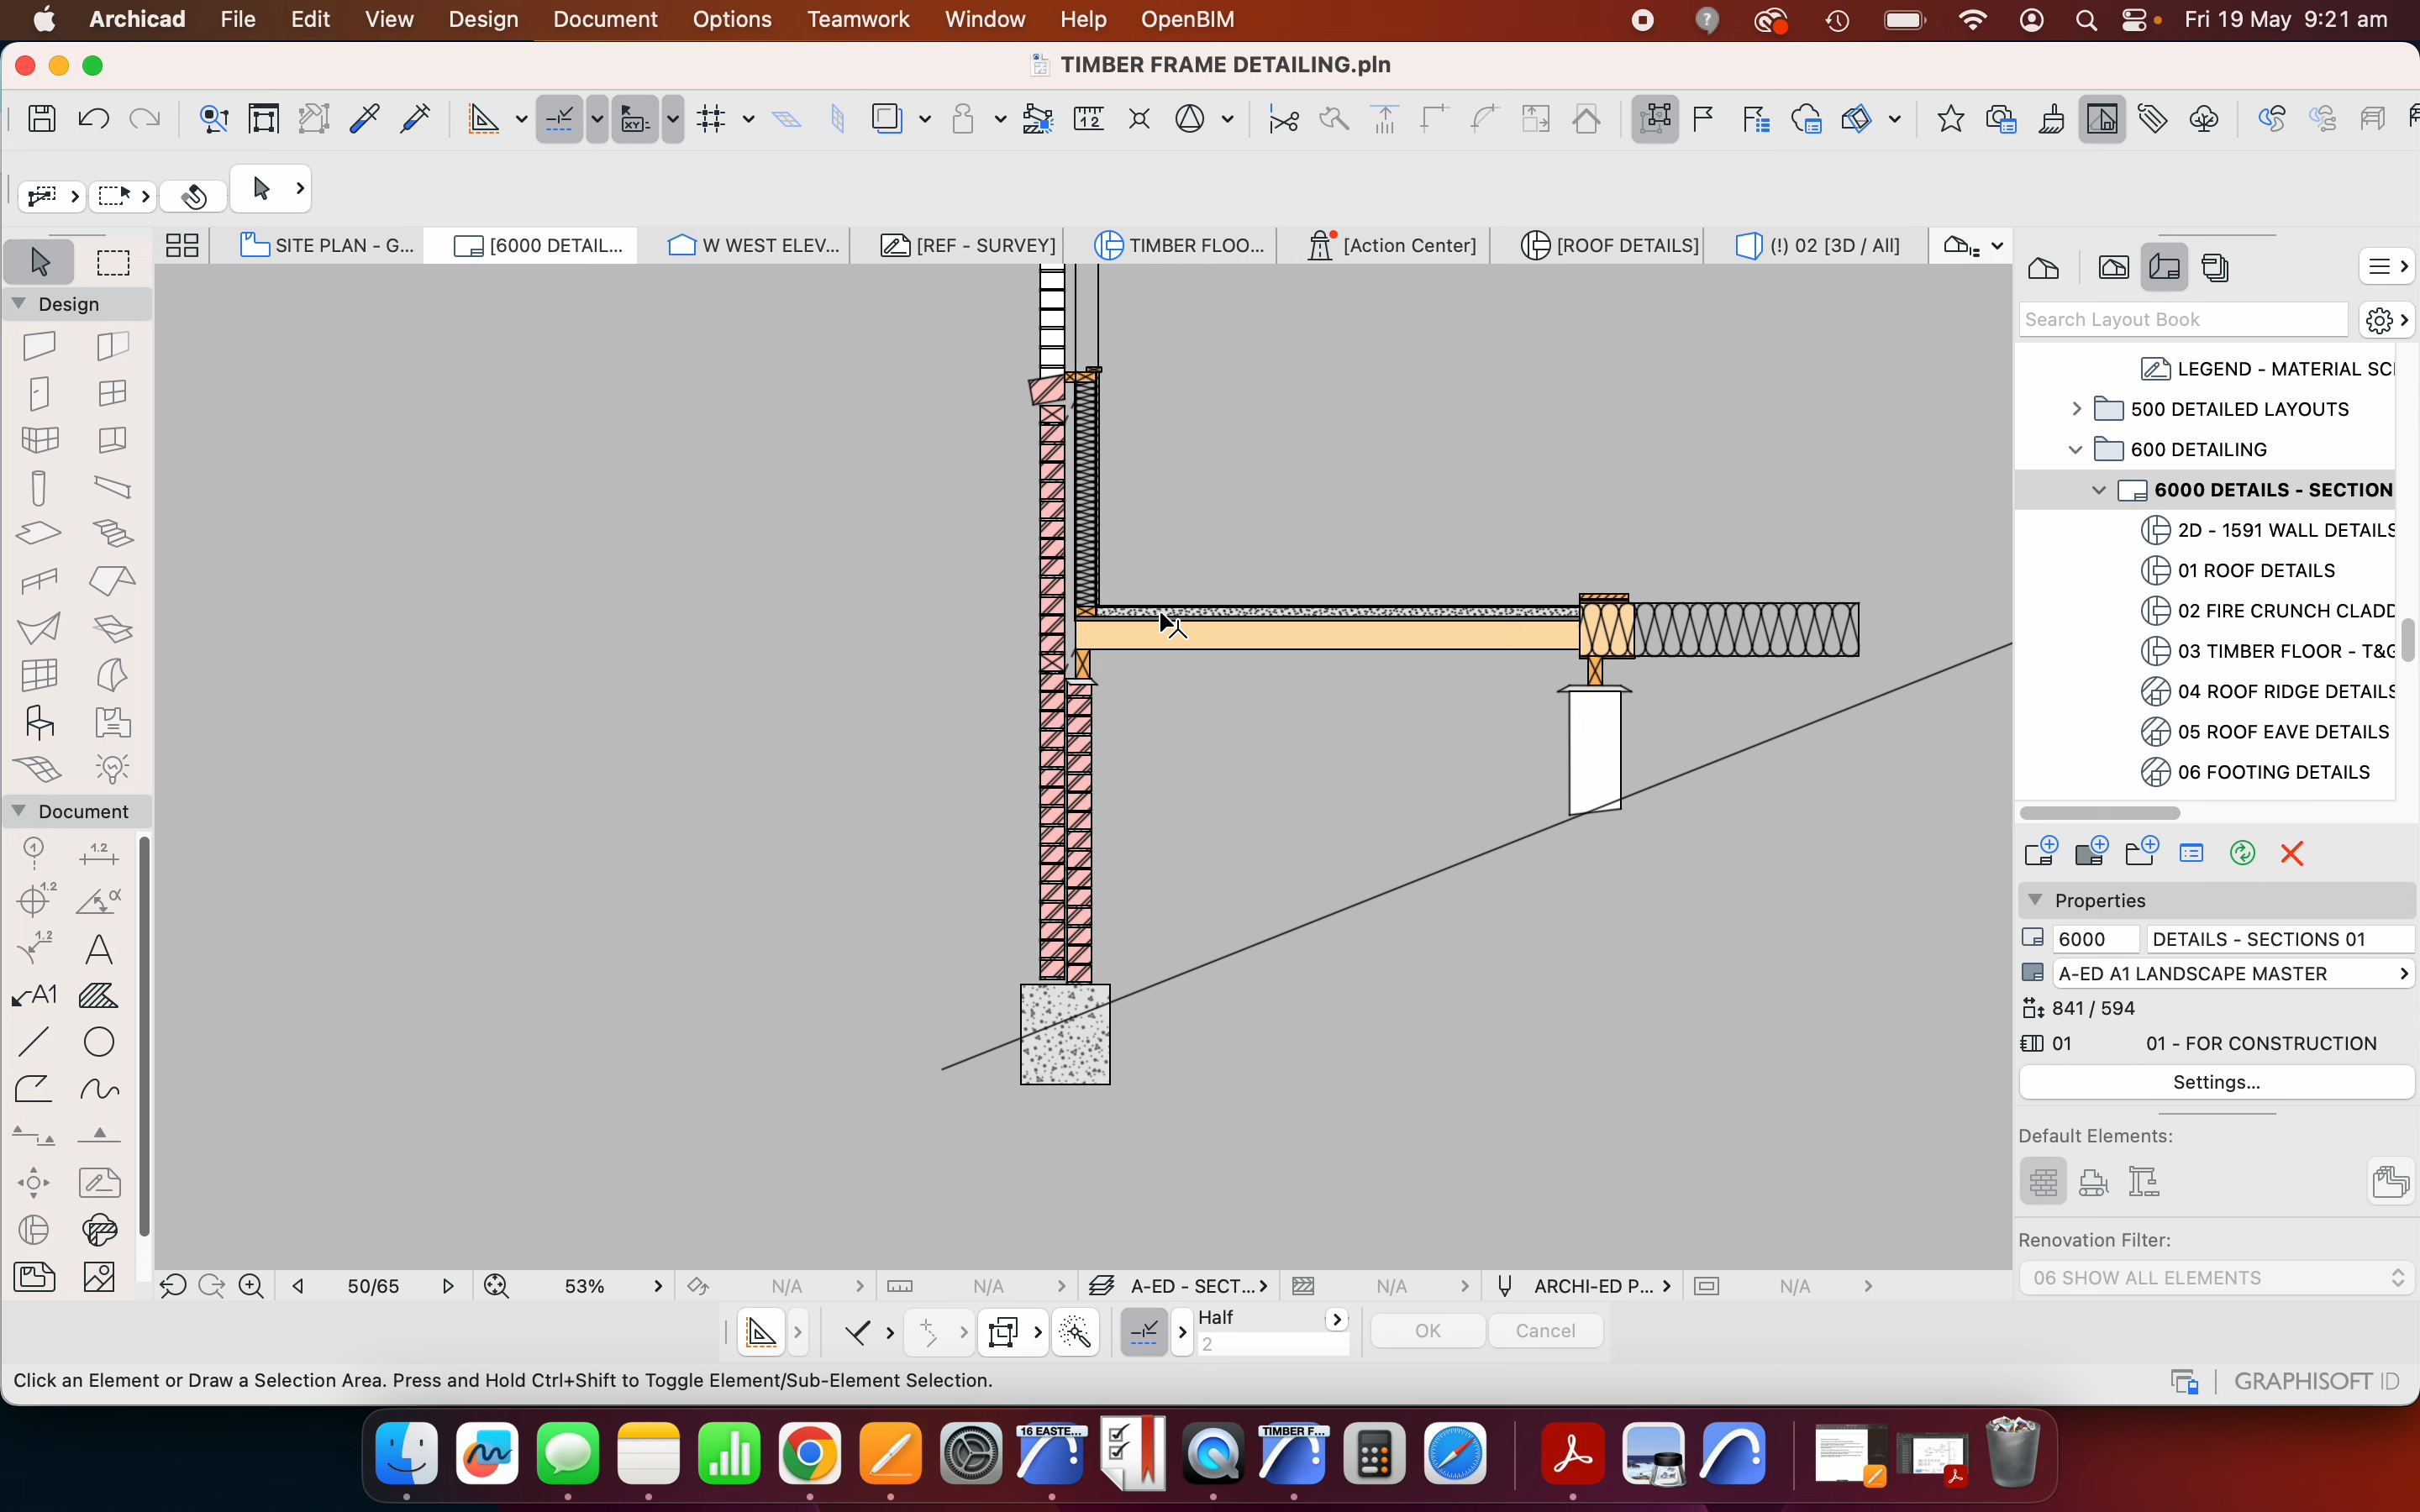 Archicad File Edit View Design Document Options Teamwork Window Help OpenBIM Fri 19 May 9:21 am
TIMBER FRAME DETAILING.pln
SITE PLAN - G... [6000 DETAIL... W WEST ELEV... [REF - SURVEY] TIMBER FLOO... [Action Center] [ROOF DETAILS] (!) 02 [3D / All]
Design
Search Layout Book
LEGEND - MATERIAL SC
500 DETAILED LAYOUTS
600 DETAILING
6000 DETAILS - SECTION
2D - 1591 WALL DETAILS
01 ROOF DETAILS
02 FIRE CRUNCH CLADD
03 TIMBER FLOOR - T&G
04 ROOF RIDGE DETAILS
05 ROOF EAVE DETAILS
06 FOOTING DETAILS
Document
Properties
6000 DETAILS - SECTIONS 01
A-ED A1 LANDSCAPE MASTER
841 / 594
01 01 - FOR CONSTRUCTION
Settings...
Default Elements:
Renovation Filter:
06 SHOW ALL ELEMENTS
50/65 53% N/A N/A A-ED - SECT... N/A ARCHI-ED P... N/A
Half
2
OK Cancel
Click an Element or Draw a Selection Area. Press and Hold Ctrl+Shift to Toggle Element/Sub-Element Selection.
GRAPHISOFT ID
16 EASTE...
TIMBER F...